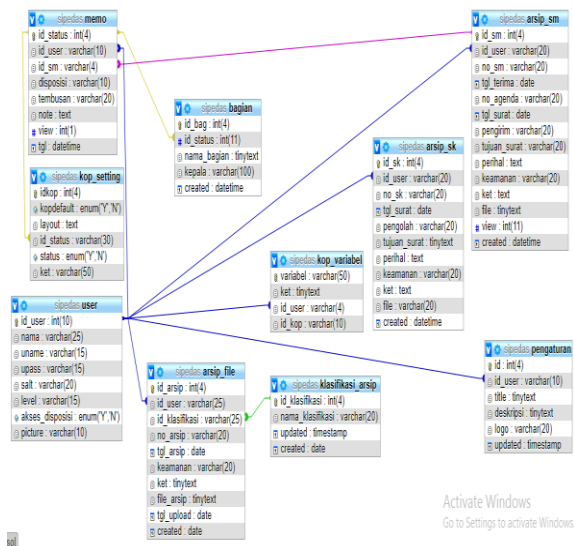 sipedas memo
id_status : int(4)
id_user : varchar(10)
id_sm : varchar(4)
disposisi : varchar(10)
tembusan : varchar(20)
note : text
view : int(1)
tgl : datetime
sipedas bagian
id_bag : int(4)
id_status : int(11)
nama_bagian : tinytext
kepala : varchar(100)
created : datetime
sipedas arsip_sm
id_sm : int(4)
id_user : varchar(20)
no_sm : varchar(20)
tgl_terima : date
no_agenda : varchar(20)
tgl_surat : date
pengirim : varchar(20)
tujuan_surat : varchar(20)
perihal : text
keamanan : varchar(20)
ket : text
file : tinytext
view : int(11)
created : datetime
sipedas arsip_sk
id_sk : int(4)
id_user : varchar(20)
no_sk : varchar(20)
tgl_surat : date
pengolah : varchar(20)
tujuan_surat : tinytext
perihal : text
keamanan : varchar(20)
ket : text
file : varchar(20)
created : datetime
sipedas kop_setting
idkop : int(4)
kopdefault : enum('Y','N')
layout : text
id_status : varchar(30)
status : enum('Y','N')
ket : varchar(50)
sipedas kop_variabel
variabel : varchar(50)
ket : tinytext
id_user : varchar(4)
id_kop : varchar(10)
sipedas user
id_user : int(10)
nama : varchar(25)
uname : varchar(15)
upass : varchar(15)
salt : varchar(20)
level : varchar(15)
akses_disposisi : enum('Y','N')
picture : varchar(10)
sipedas arsip_file
id_arsip : int(4)
id_user : varchar(25)
id_klasifikasi : varchar(25)
no_arsip : varchar(20)
tgl_arsip : date
keamanan : varchar(20)
ket : tinytext
file_arsip : tinytext
tgl_upload : date
created : date
sipedas klasifikasi_arsip
id_klasifikasi : int(4)
nama_klasifikasi : varchar(20)
updated : timestamp
created : date
sipedas pengaturan
id : int(4)
id_user : varchar(10)
title : tinytext
deskripsi : tinytext
logo : varchar(20)
updated : timestamp
Activate Windows
Go to Settings to activate Windows.
sql